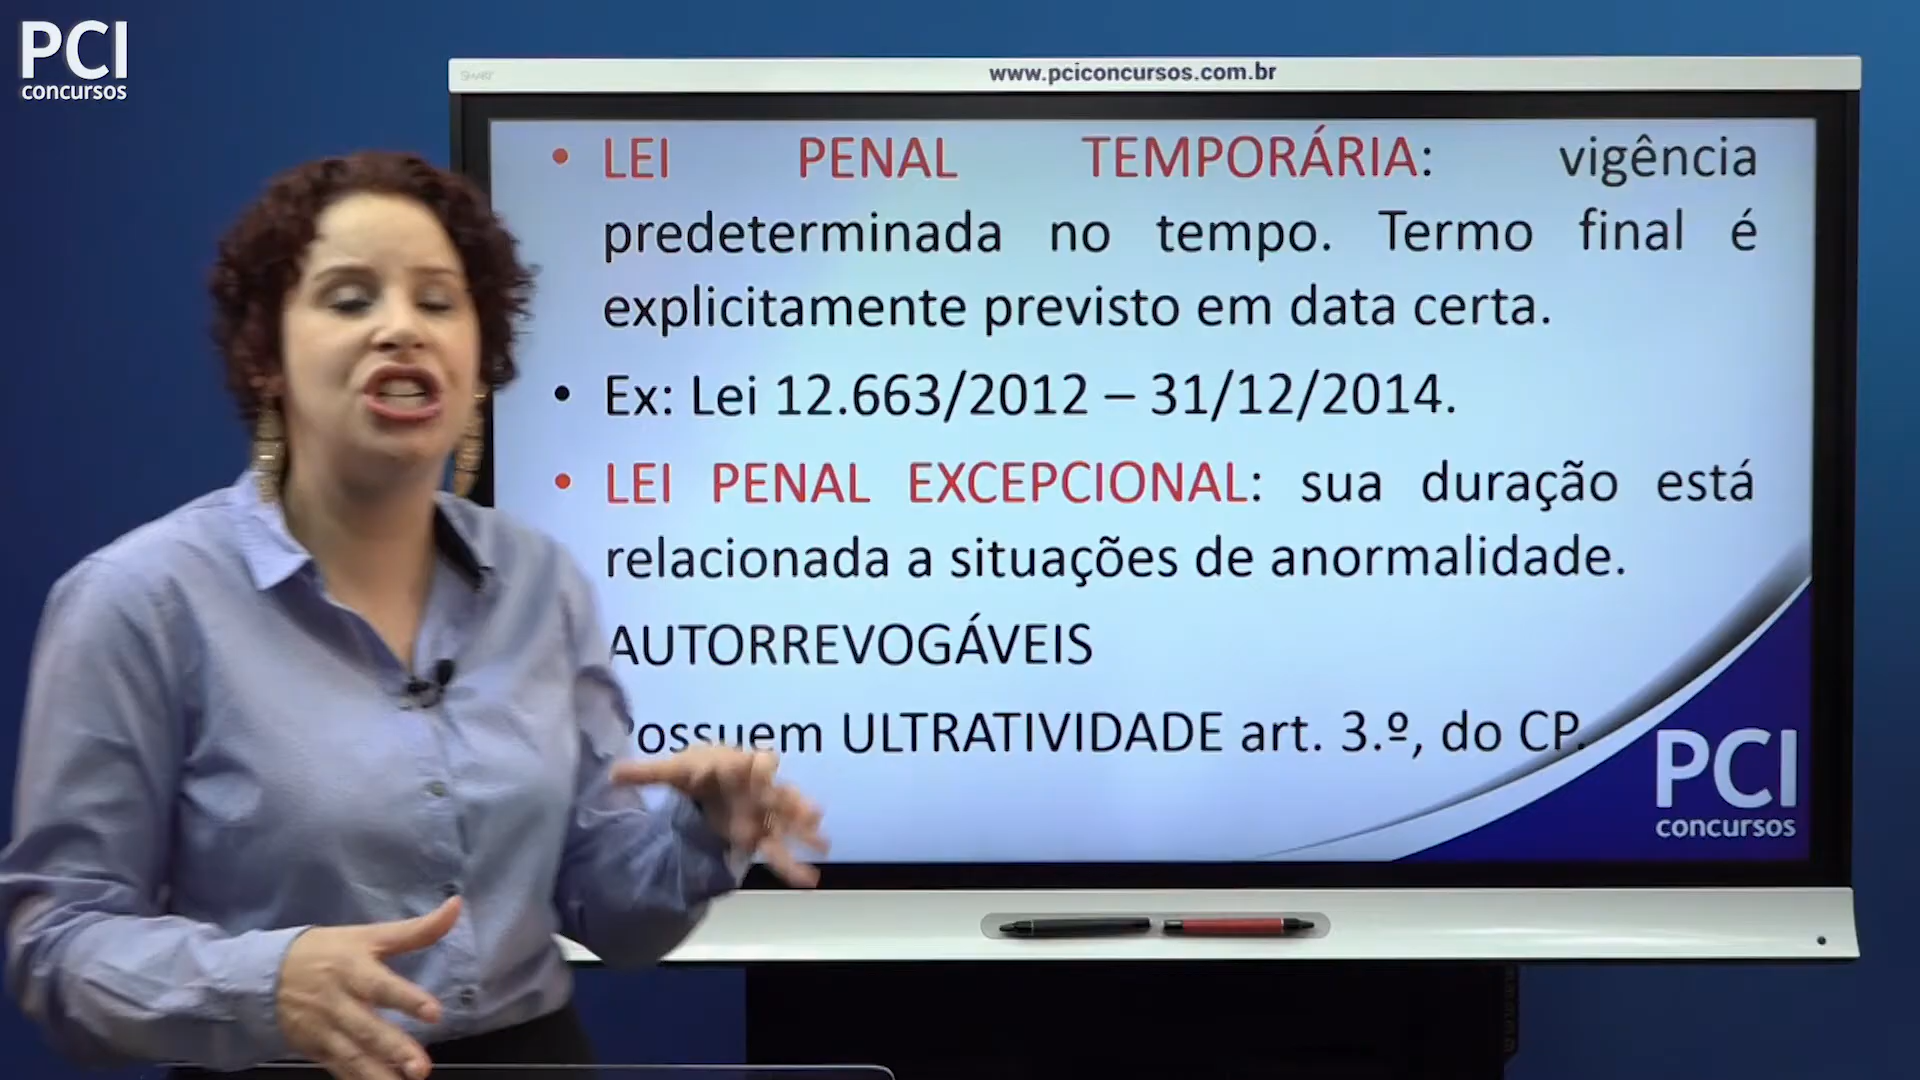 PCI
concursos
SMART
www.pciconcursos.com.br
• LEI PENAL TEMPORÁRIA: vigência
predeterminada no tempo. Termo final é
explicitamente previsto em data certa.
• Ex: Lei 12.663/2012 – 31/12/2014.
• LEI PENAL EXCEPCIONAL: sua duração está
relacionada a situações de anormalidade.
AUTORREVOGÁVEIS
Possuem ULTRATIVIDADE art. 3.º, do CP.
PCI
concursos